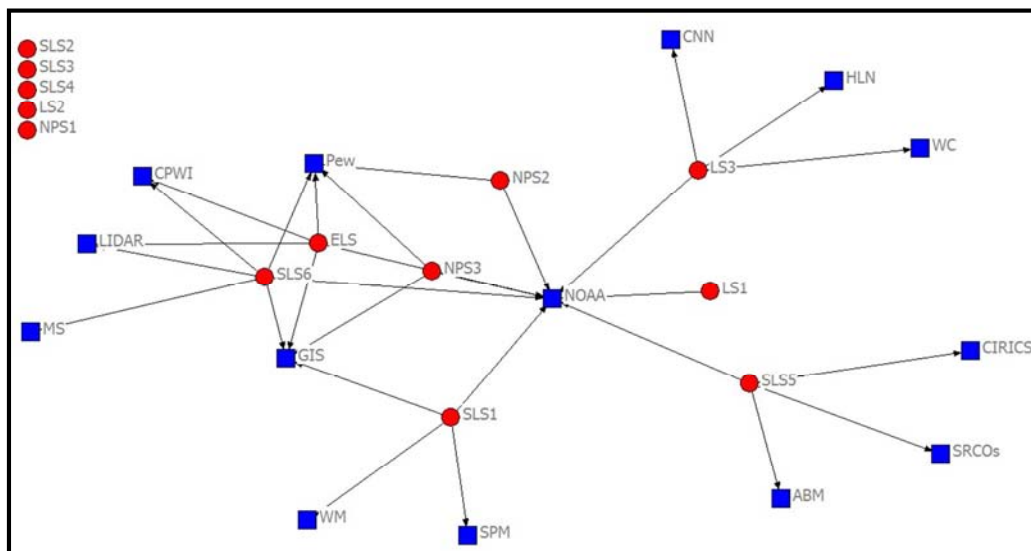 SLS2
SLS3
SLS4
LS2
NPS1
CNN
HLN
WC
LS3
Pew
CPWI
NPS2
LIDAR
ELS
SLS6
NPS3
NOAA
LS1
MS
GIS
CIRICS
SLS5
SLS1
SRCOs
ABM
WM
SPM